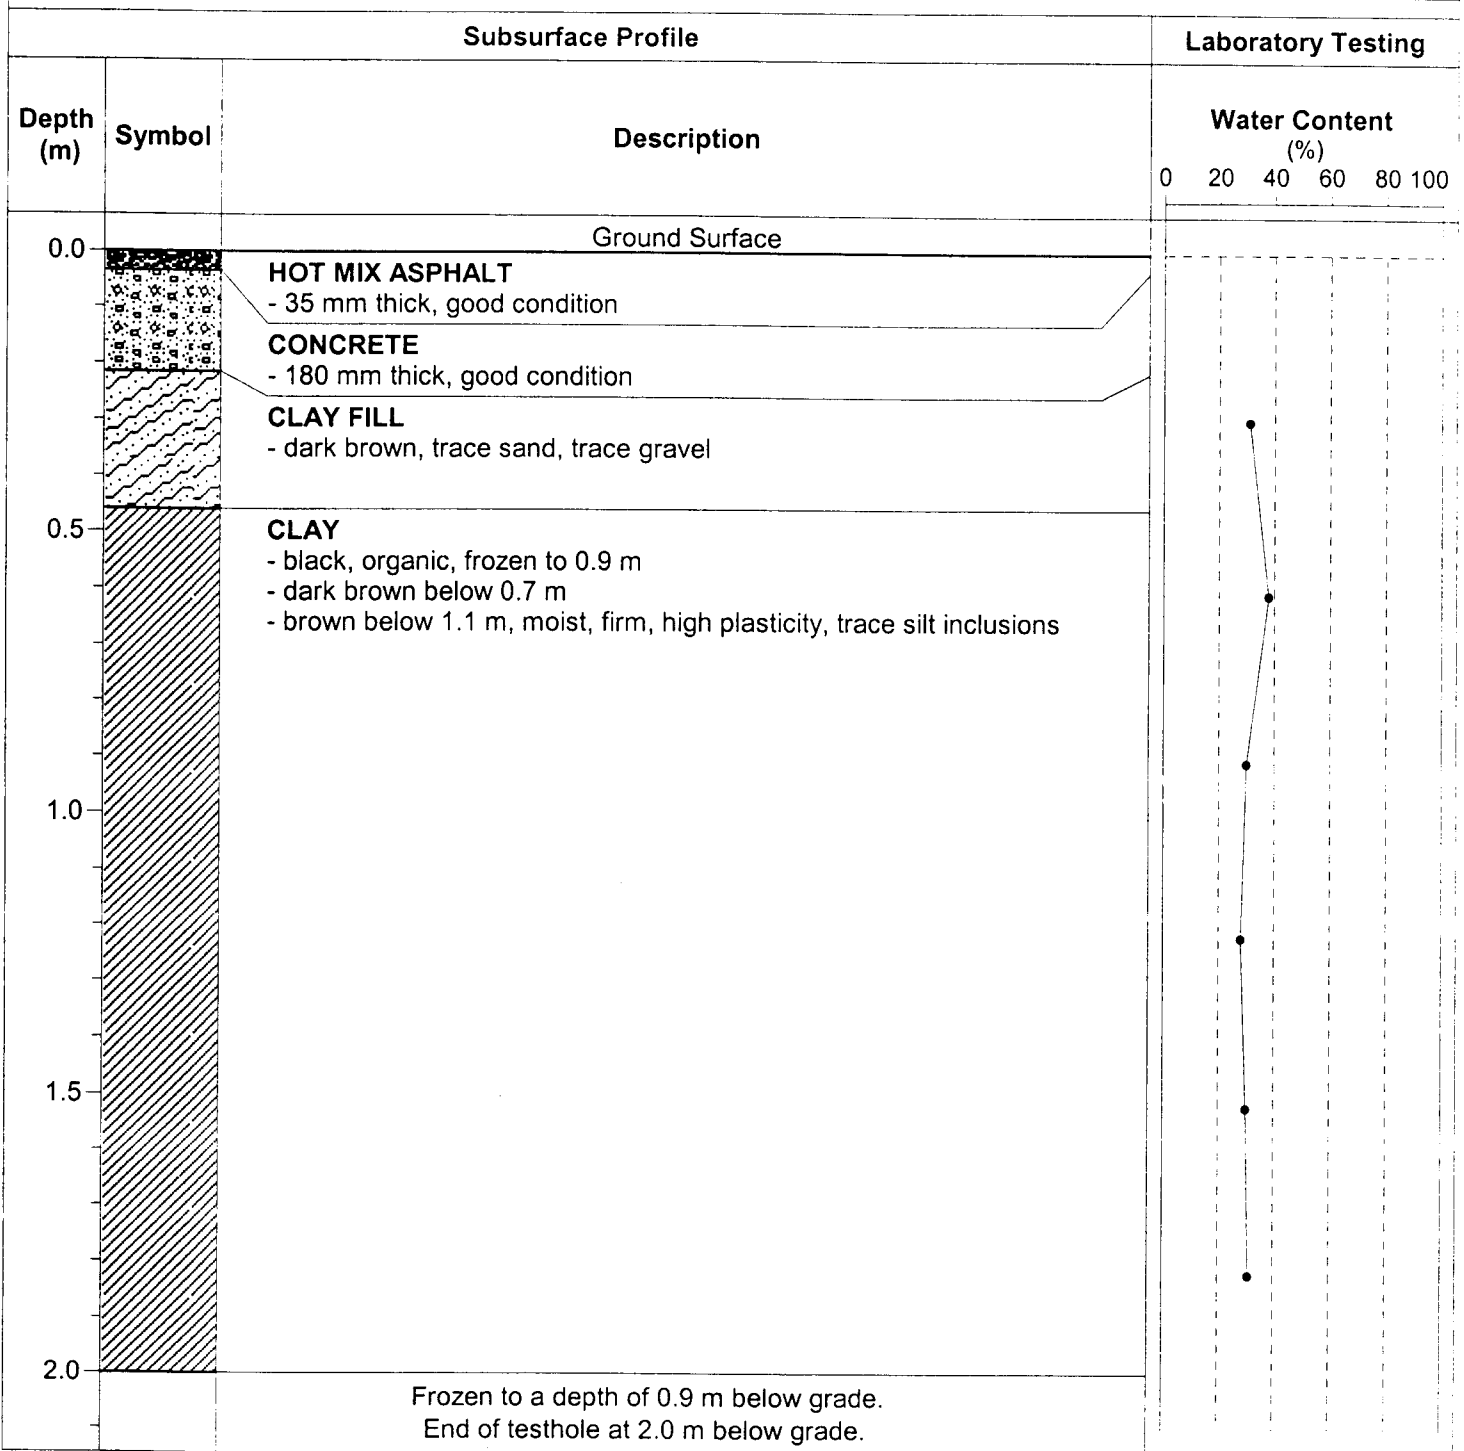 Subsurface Profile
Laboratory Testing
Depth
(m)
Symbol
Description
Water Content
(%)
0 20 40 60 80 100
Ground Surface
0.0
HOT MIX ASPHALT
- 35 mm thick, good condition
CONCRETE
- 180 mm thick, good condition
CLAY FILL
- dark brown, trace sand, trace gravel
0.5
CLAY
- black, organic, frozen to 0.9 m
- dark brown below 0.7 m
- brown below 1.1 m, moist, firm, high plasticity, trace silt inclusions
1.0
1.5
2.0
Frozen to a depth of 0.9 m below grade.
End of testhole at 2.0 m below grade.